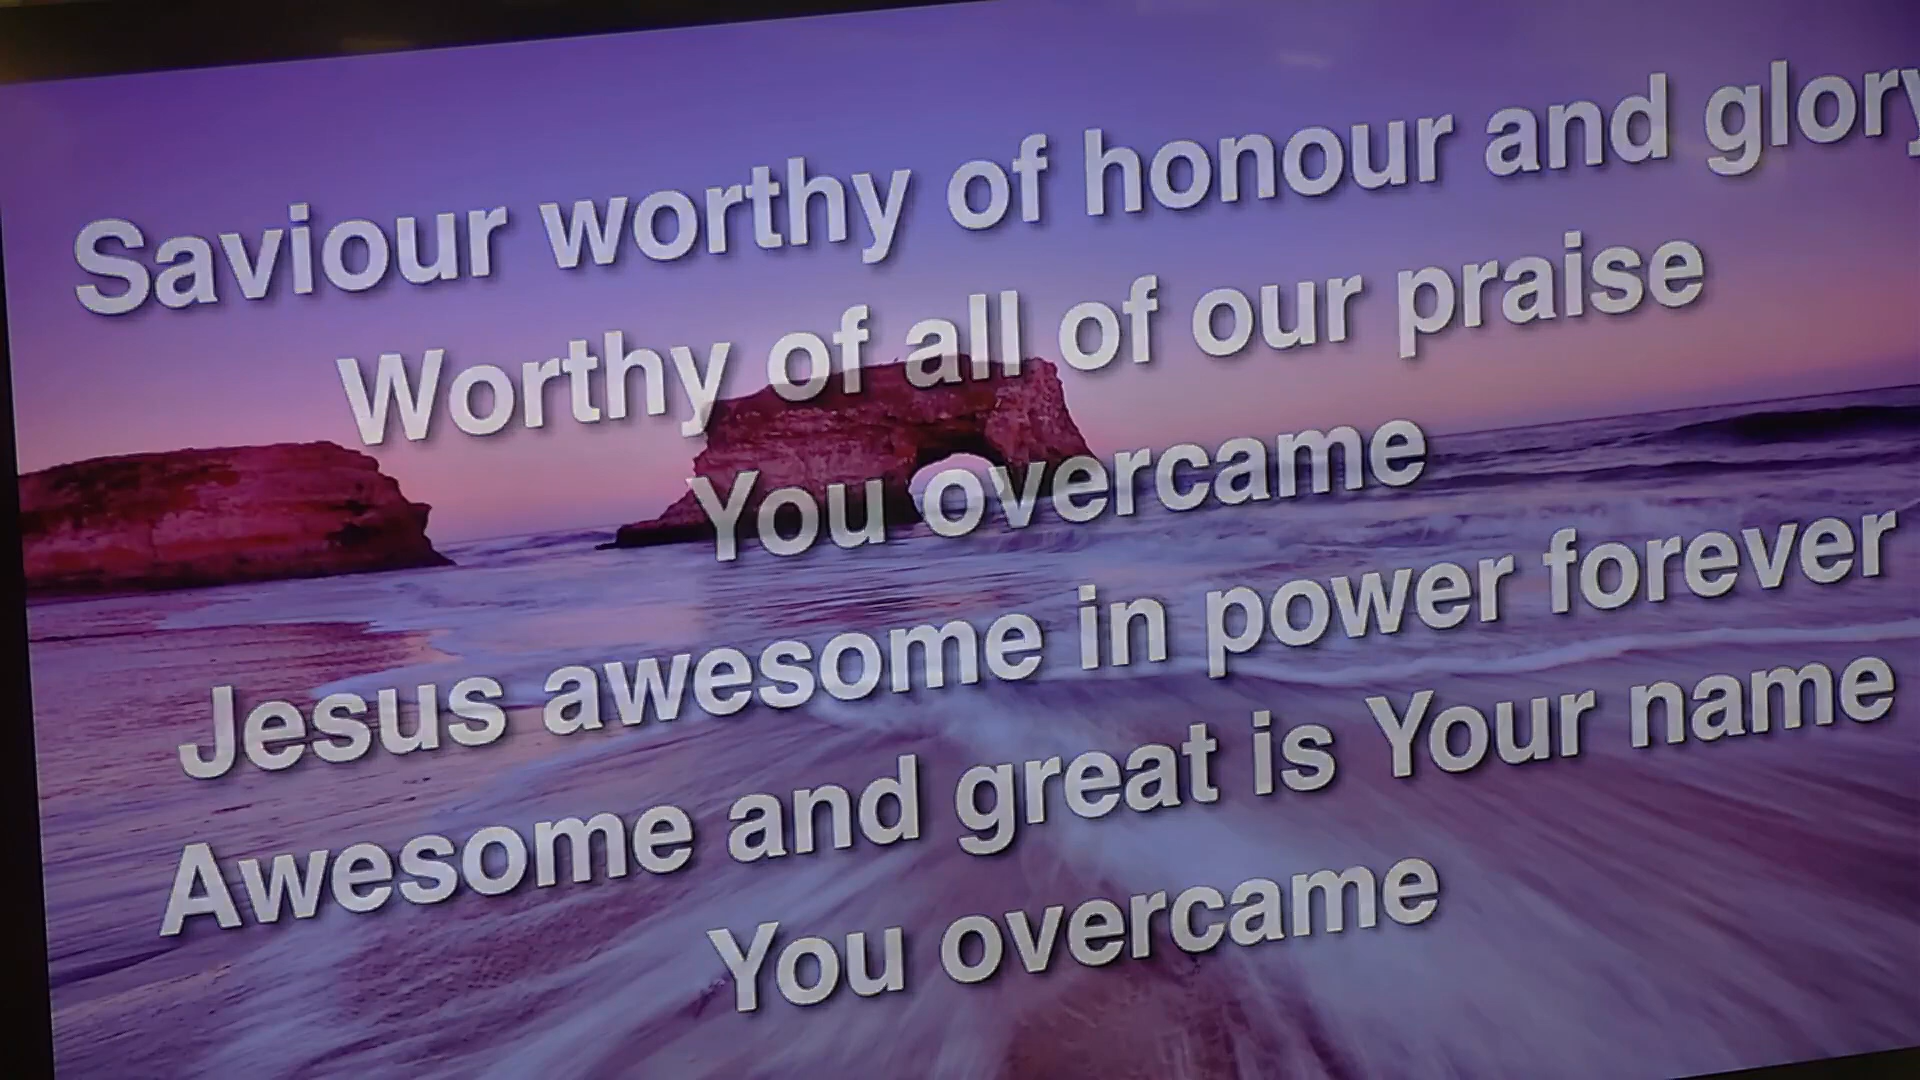 Saviour worthy of honour and glory
Worthy of all of our praise
You overcame
Jesus awesome in power forever
Awesome and great is Your name
You overcame